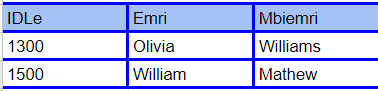 IDLe Emri Mbiemri
1300 Olivia Williams
1500 William Mathew